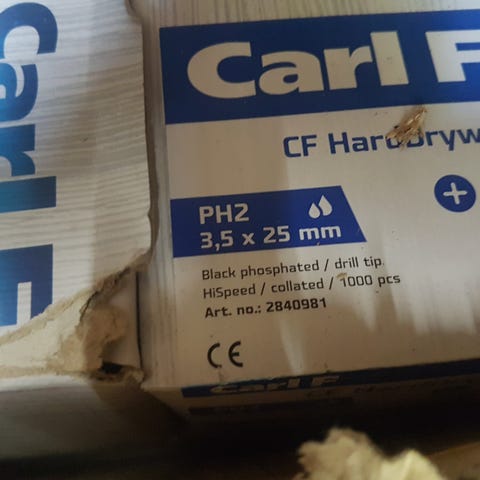 Carl F
Carl F
CF HardDryw
PH2
3,5 x 25 mm
Black phosphated / drill tip.
HiSpeed / collated / 1000 pcs
Art. no.: 2840981
CE
Carl F